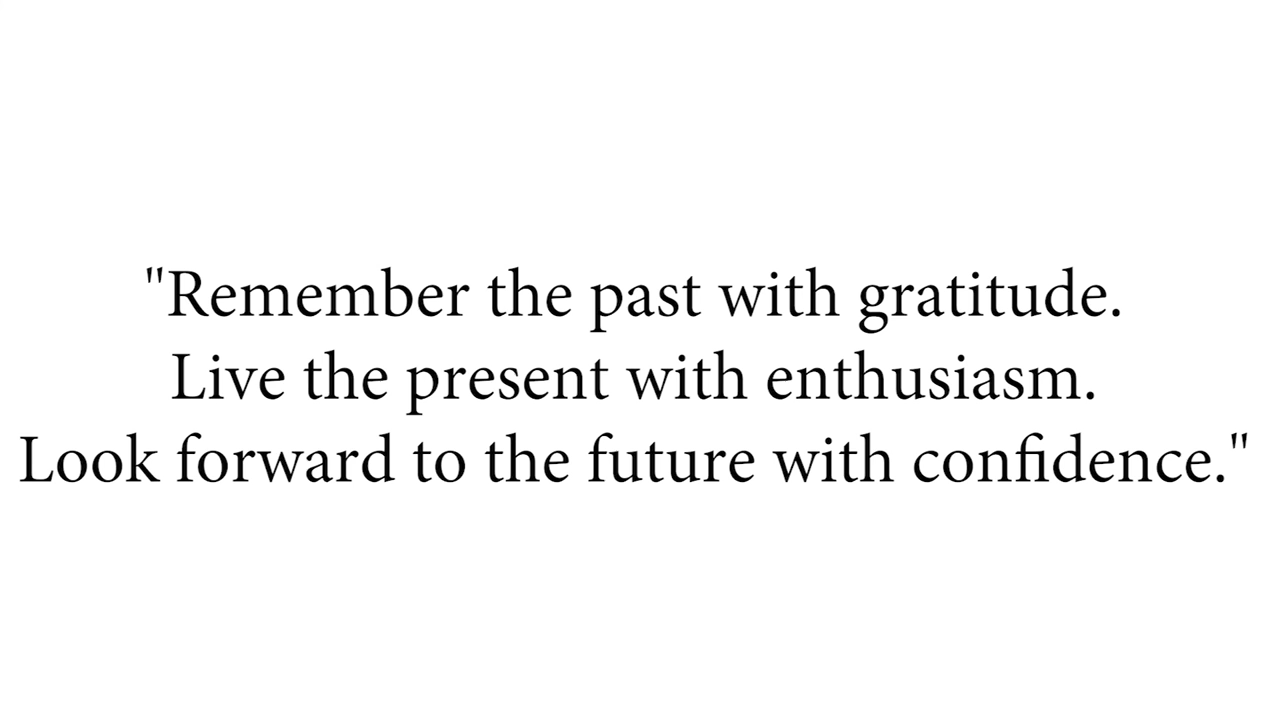 "Remember the past with gratitude.
Live the present with enthusiasm.
Look forward to the future with confidence."